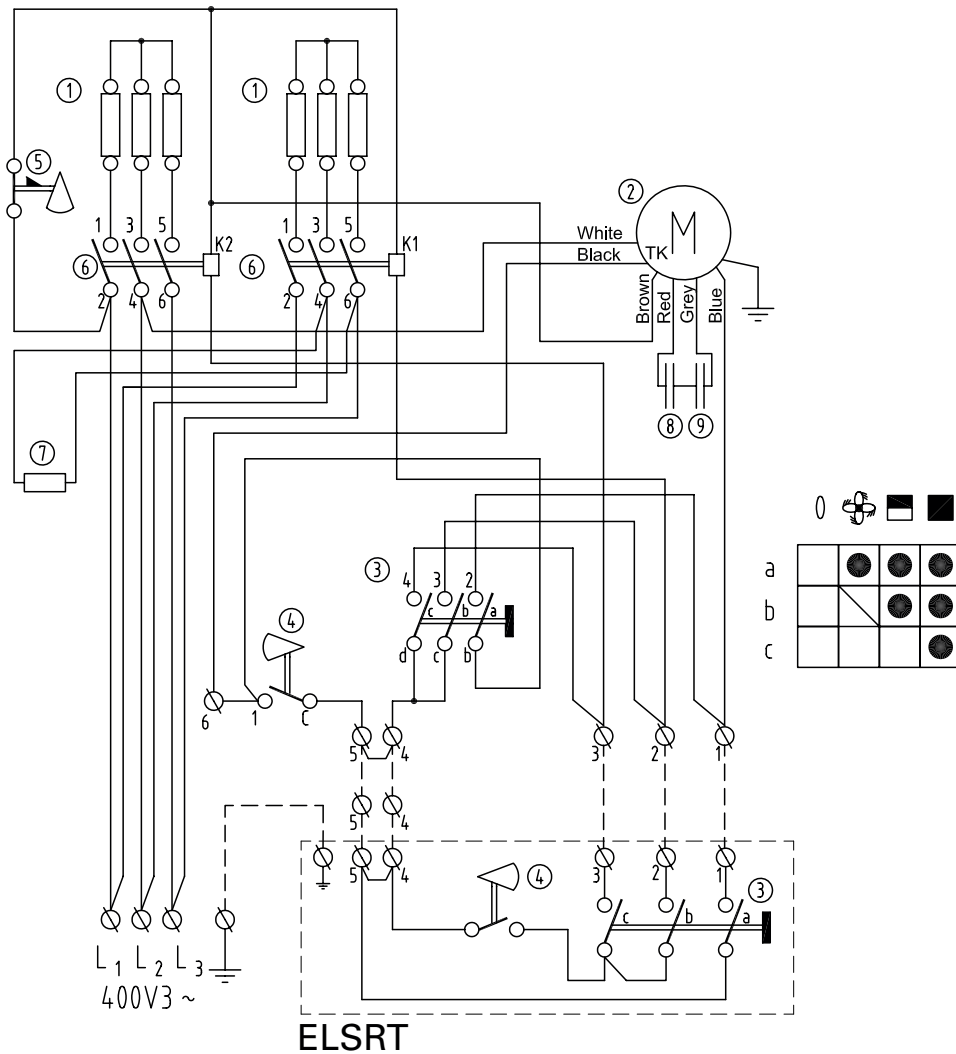 1 1
5
2
1 3 5 K2 1 3 5 K1
White
Black
TK M
6 6
2 4 6 2 4 6
Brown Red Grey Blue
8 9
7
a
b
c
3
4 3 2
c b a
d c b
4
6 1 C
5 4 3 2 1
5 4
5 4 3 2 1
4 3
c b a
L1 L2 L3
400V3 ~
ELSRT